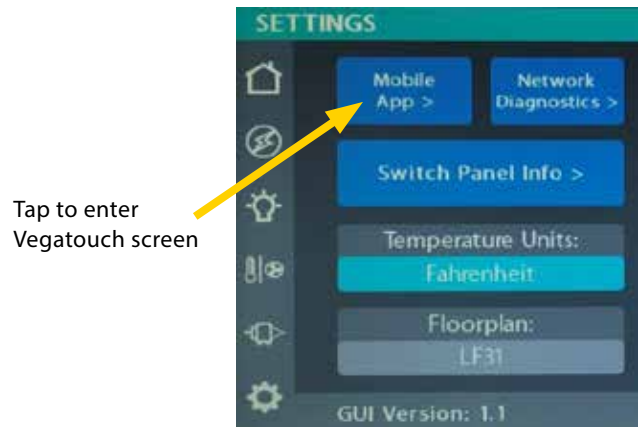 SETTINGS
Mobile
App >
Network
Diagnostics >
Switch Panel Info >
Tap to enter
Vegatouch screen
Temperature Units:
Fahrenheit
Floorplan:
LF31
GUI Version: 1.1